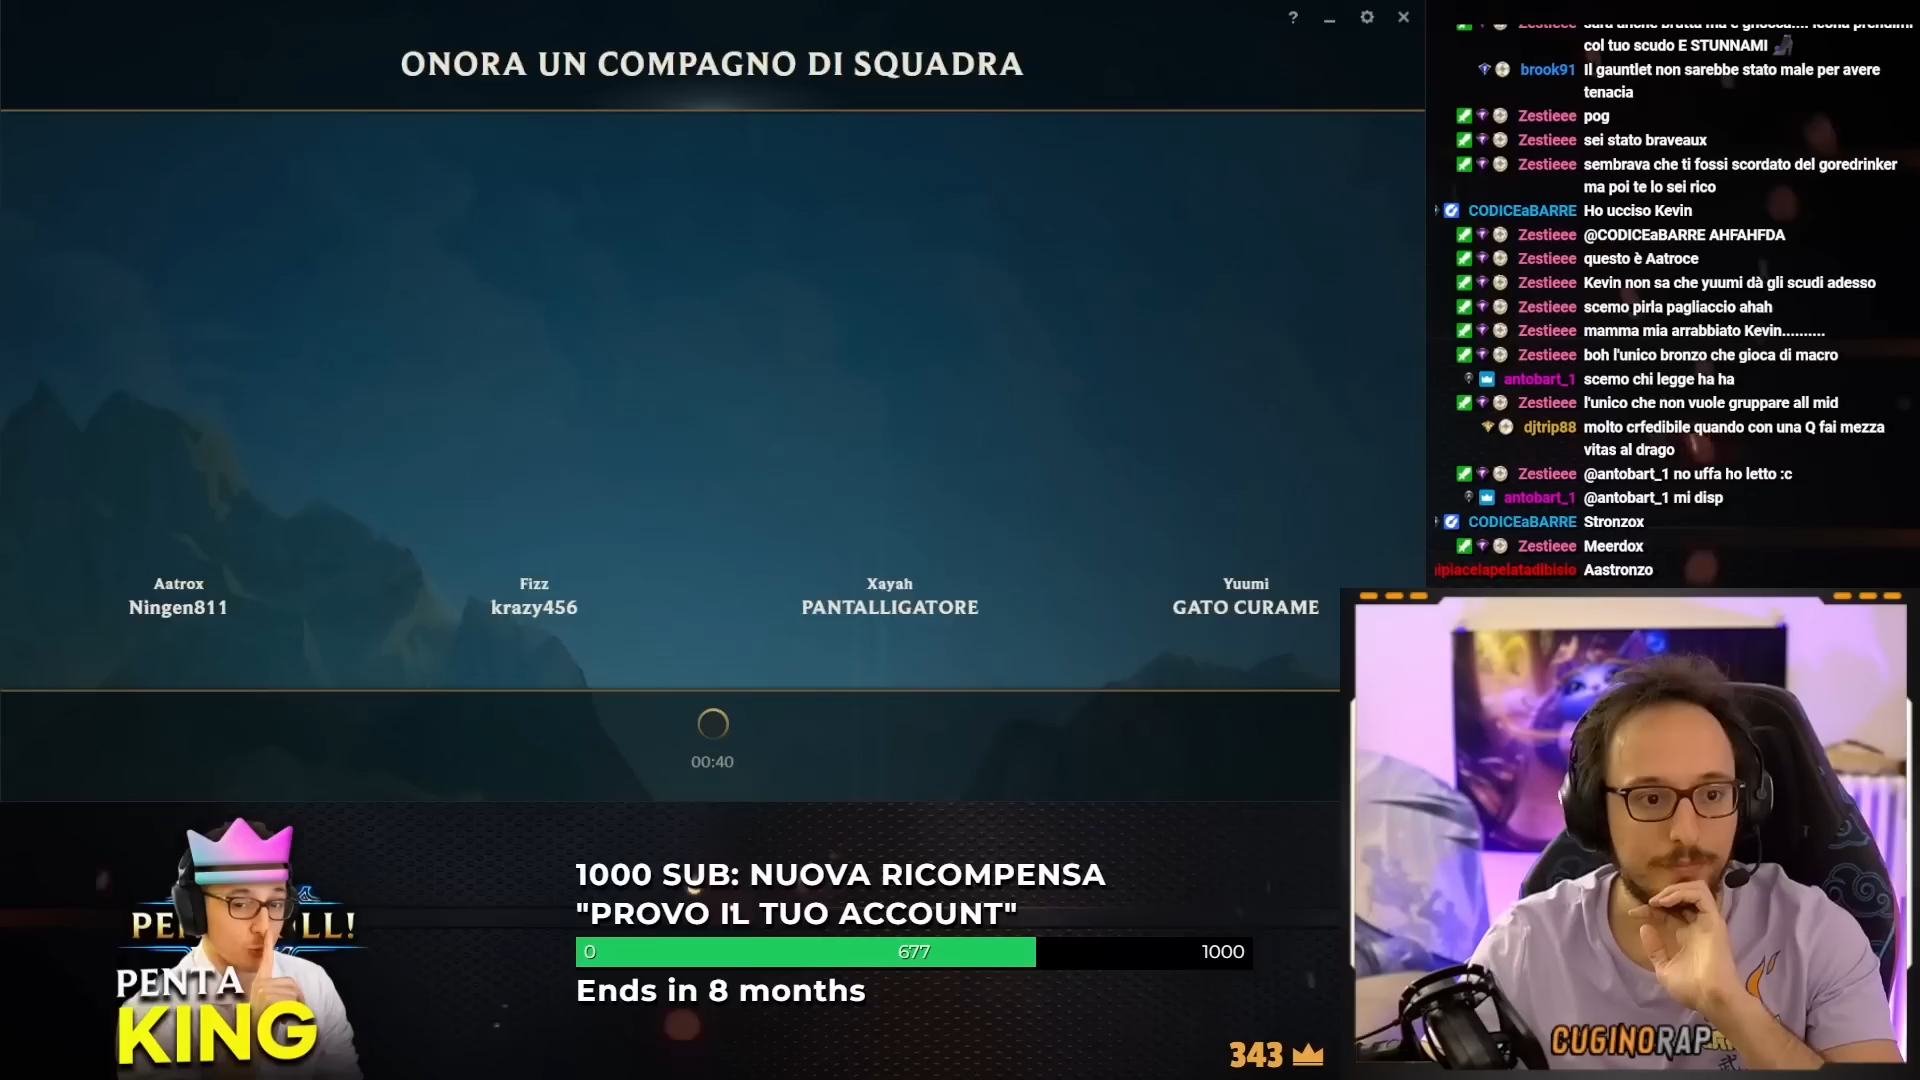 ONORA UN COMPAGNO DI SQUADRA
Aatrox
Ningen811
Fizz
krazy456
Xayah
PANTALLIGATORE
Yuumi
GATO CURAME
00:40
col tuo scudo E STUNNAMI
brook91 Il gauntlet non sarebbe stato male per avere
tenacia
Zestieee pog
Zestieee sei stato braveaux
Zestieee sembrava che ti fossi scordato del goredrinker
ma poi te lo sei rico
CODICEaBARRE Ho ucciso Kevin
Zestieee @CODICEaBARRE AHFAHFDA
Zestieee questo è Aatroce
Zestieee Kevin non sa che yuumi dà gli scudi adesso
Zestieee scemo pirla pagliaccio ahah
Zestieee mamma mia arrabbiato Kevin..........
Zestieee boh l'unico bronzo che gioca di macro
antobart_1 scemo chi legge ha ha
Zestieee l'unico che non vuole gruppare all mid
djtrip88 molto crfedibile quando con una Q fai mezza
vitas al drago
Zestieee @antobart_1 no uffa ho letto :c
antobart_1 @antobart_1 mi disp
CODICEaBARRE Stronzox
Zestieee Meerdox
ipiacelapelatadibisio Aastronzo
PENTA
KING
1000 SUB: NUOVA RICOMPENSA
"PROVO IL TUO ACCOUNT"
0 677 1000
Ends in 8 months
343
CUGINORAP